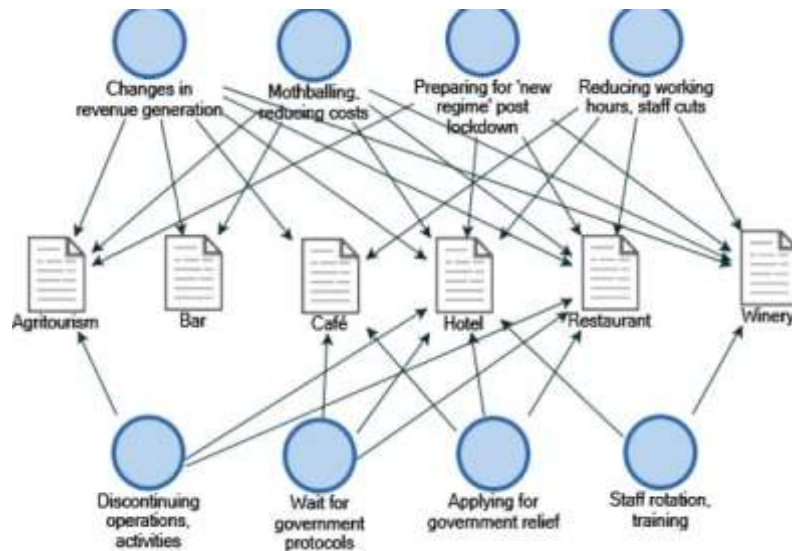 Changes in
revenue generation
Mothballing,
reducing costs
Preparing for 'new
regime' post
lockdown
Reducing working
hours, staff cuts
Agritourism
Bar
Café
Hotel
Restaurant
Winery
Discontinuing
operations,
activities
Wait for
government
protocols
Applying for
government relief
Staff rotation,
training